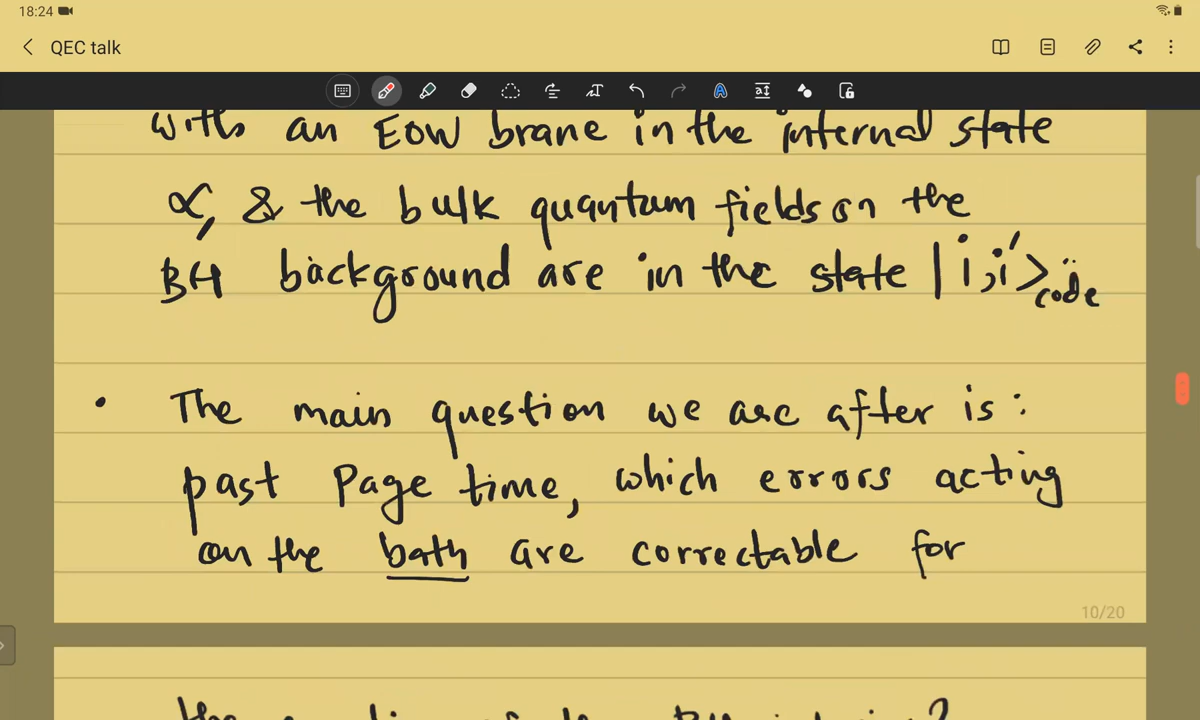 18:24
QEC talk
with an EOW brane in the internal state
α, & the bulk quantum fields on the
BH background are in the state |i,i'>code
• The main question we are after is:
past Page time, which errors acting
on the bath are correctable for
10/20